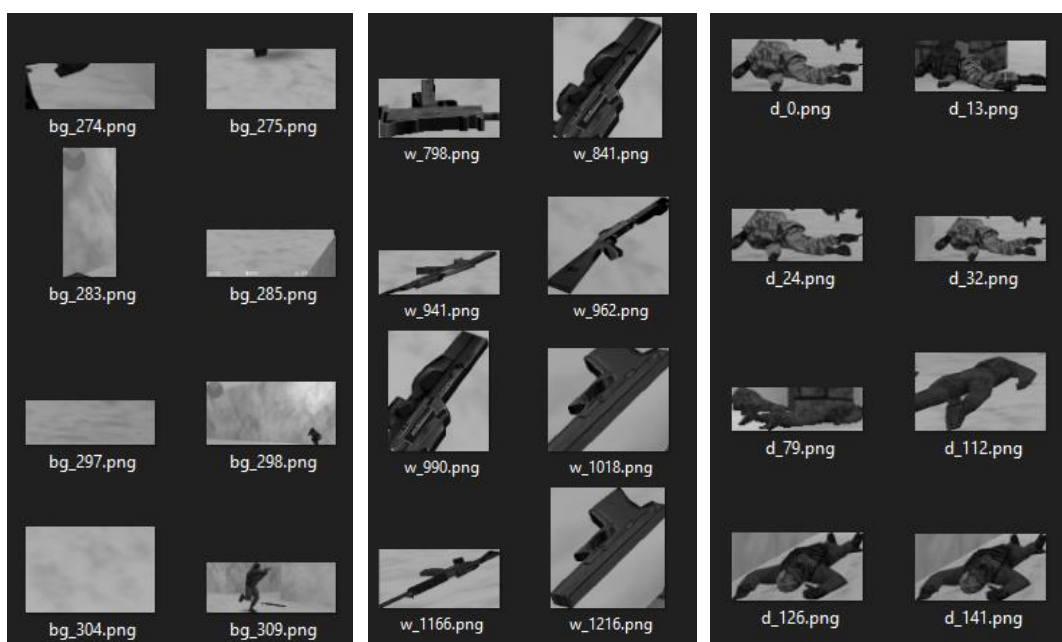 bg_274.png bg_275.png
bg_283.png bg_285.png
bg_297.png bg_298.png
bg_304.png bg_309.png
w_798.png w_841.png
w_941.png w_962.png
w_990.png w_1018.png
w_1166.png w_1216.png
d_0.png d_13.png
d_24.png d_32.png
d_79.png d_112.png
d_126.png d_141.png